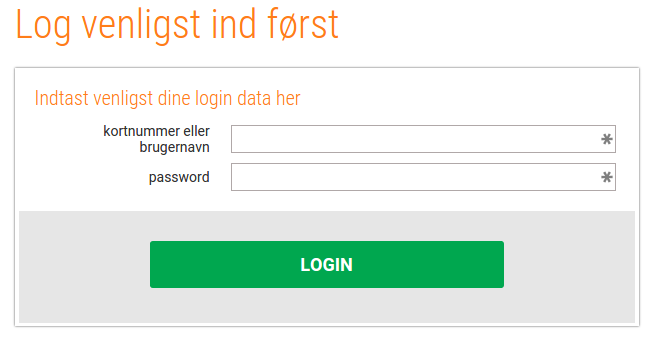 Log venligst ind først
Indtast venligst dine login data her
kortnummer eller
brugernavn
*
password
*
LOGIN